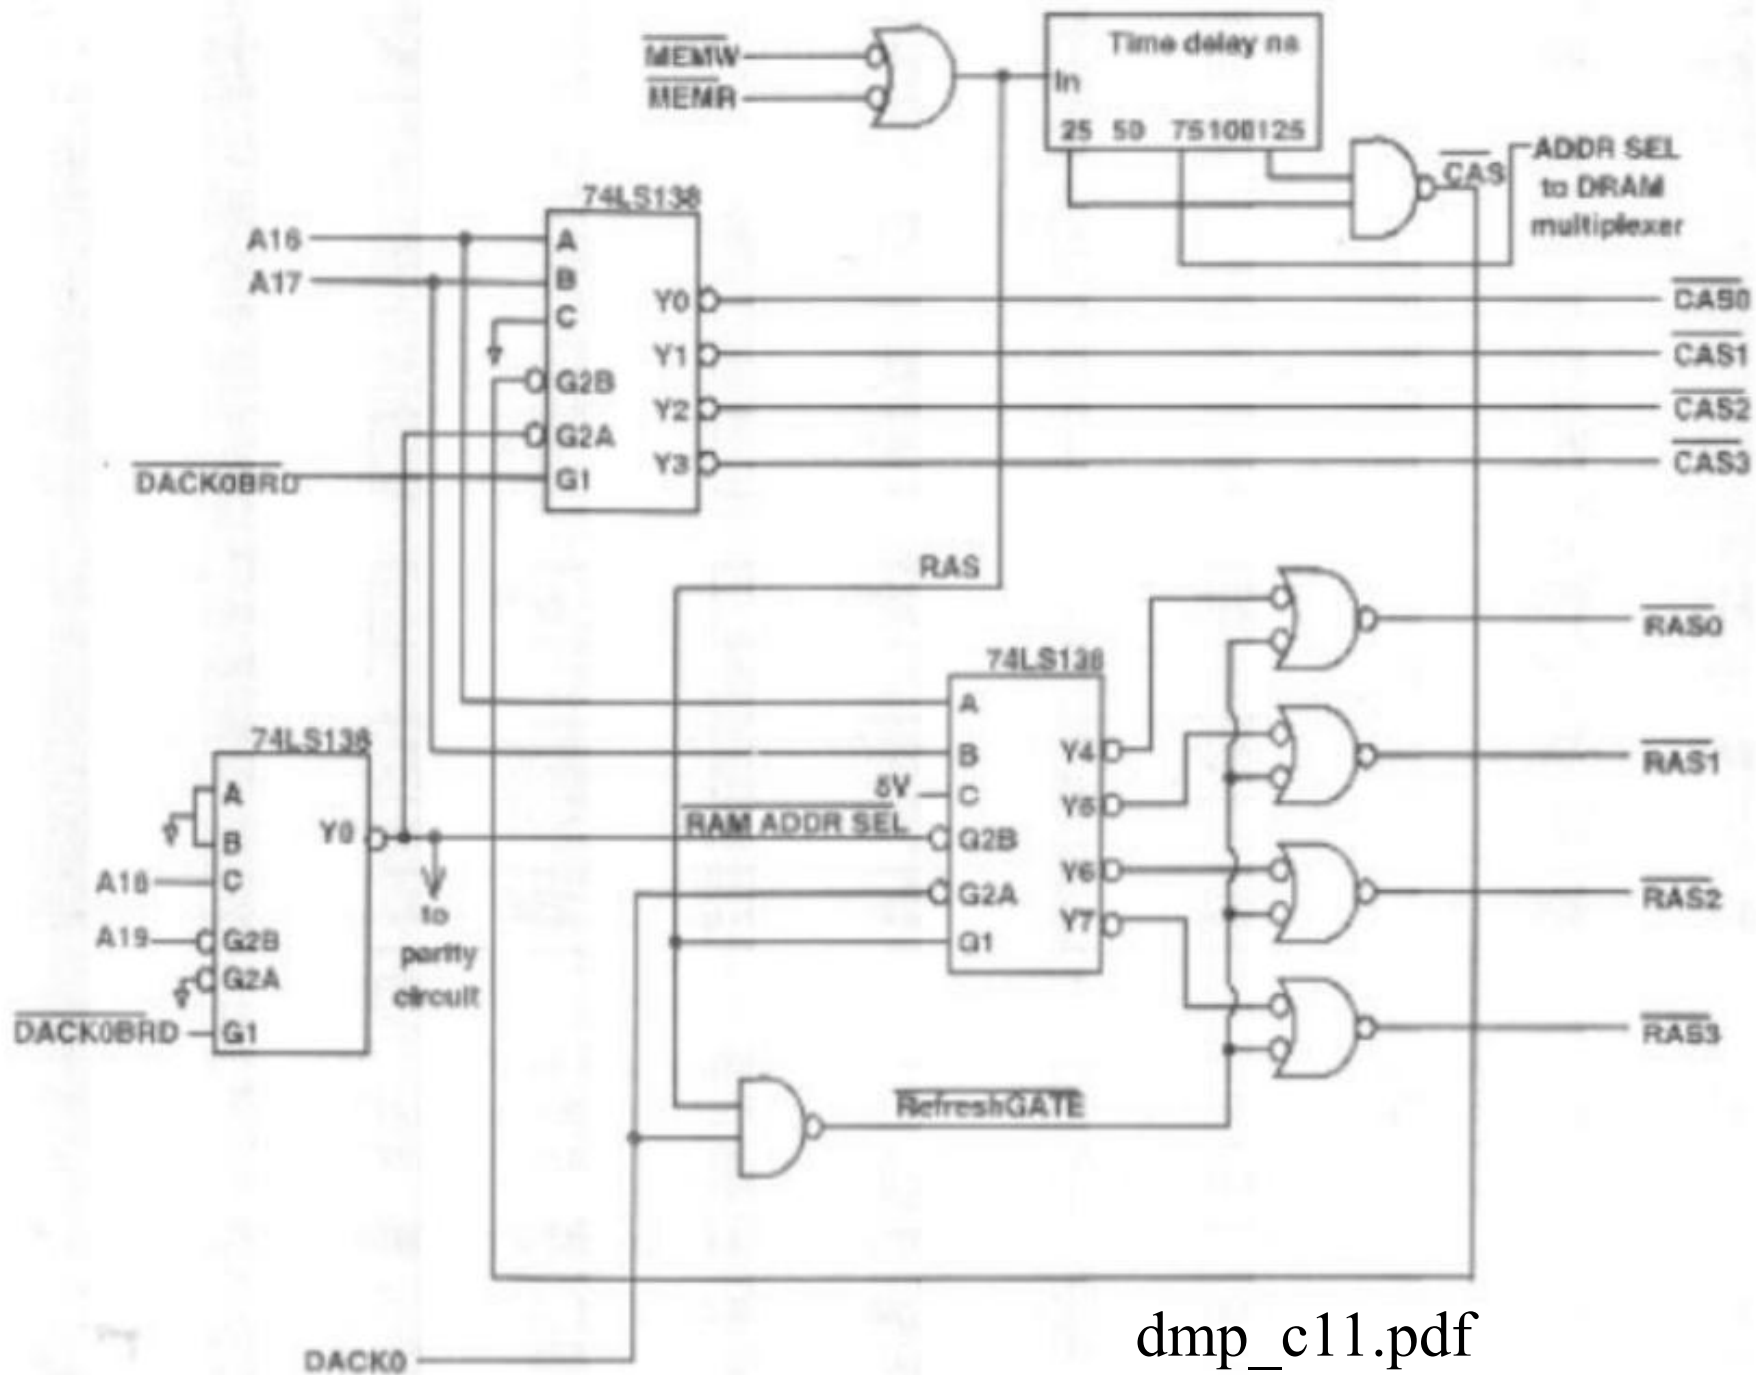 MEMW
MEMR
Time delay ns
In
25 50 75 100 125
CAS
ADDR SEL
to DRAM
multiplexer
74LS138
A16
A17
A
B
C
G2B
G2A
G1
DACK0BRD
Y0
Y1
Y2
Y3
CAS0
CAS1
CAS2
CAS3
RAS
74LS138
A
B
5V
C
RAM ADDR SEL
G2B
G2A
G1
Y4
Y5
Y6
Y7
RAS0
RAS1
RAS2
RAS3
74LS138
A
B
C
G2B
G2A
G1
Y0
A18
A19
DACK0BRD
to
parity
circuit
RefreshGATE
DACK0
dmp_c11.pdf